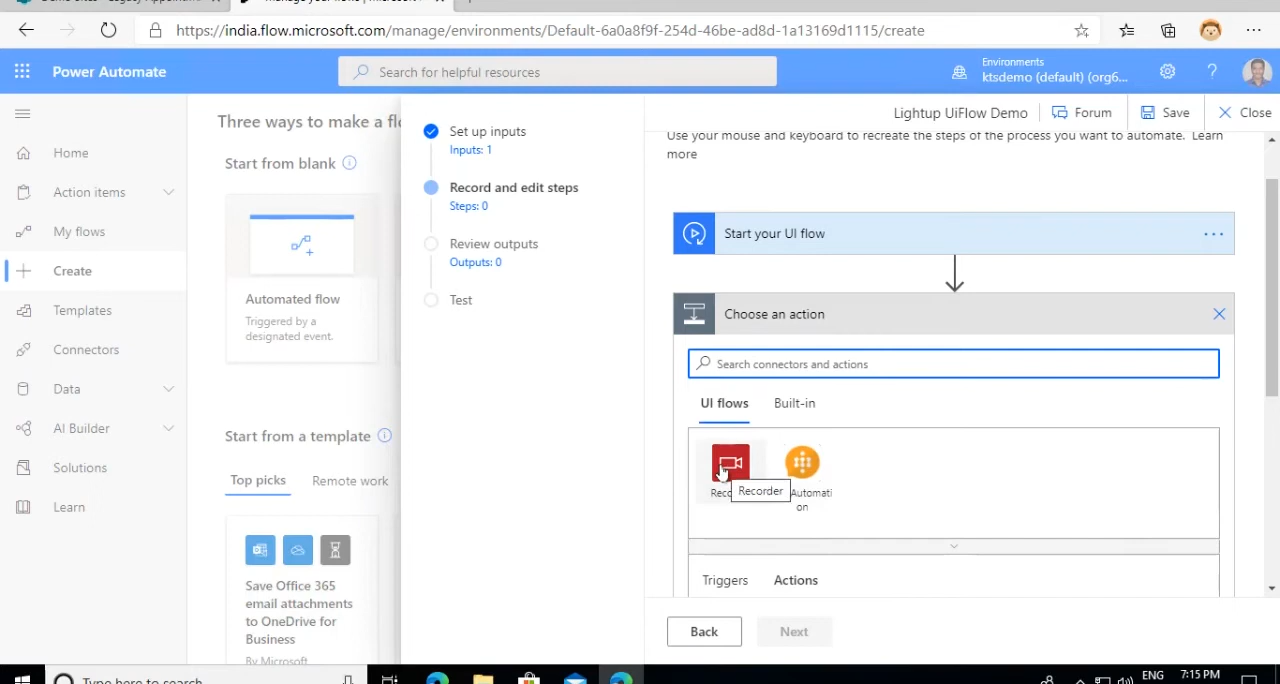 https://india.flow.microsoft.com/manage/environments/Default-6a0a8f9f-254d-46be-ad8d-1a13169d1115/create
Power Automate
Search for helpful resources
Environments
ktsdemo (default) (org6...
?
Home
Action items
My flows
Create
Templates
Connectors
Data
AI Builder
Solutions
Learn
Three ways to make a flo
Start from blank
Automated flow
Triggered by a
designated event.
Start from a template
Top picks
Remote work
Save Office 365
email attachments
to OneDrive for
Business
By Microsoft
Set up inputs
Inputs: 1
Record and edit steps
Steps: 0
Review outputs
Outputs: 0
Test
Lightup UiFlow Demo
Forum
Save
Close
Use your mouse and keyboard to recreate the steps of the process you want to automate. Learn
more
Start your UI flow
Choose an action
Search connectors and actions
UI flows
Built-in
Reco
Recorder
Automati
on
Triggers
Actions
Back
Next
Type here to search
ENG
7:15 PM